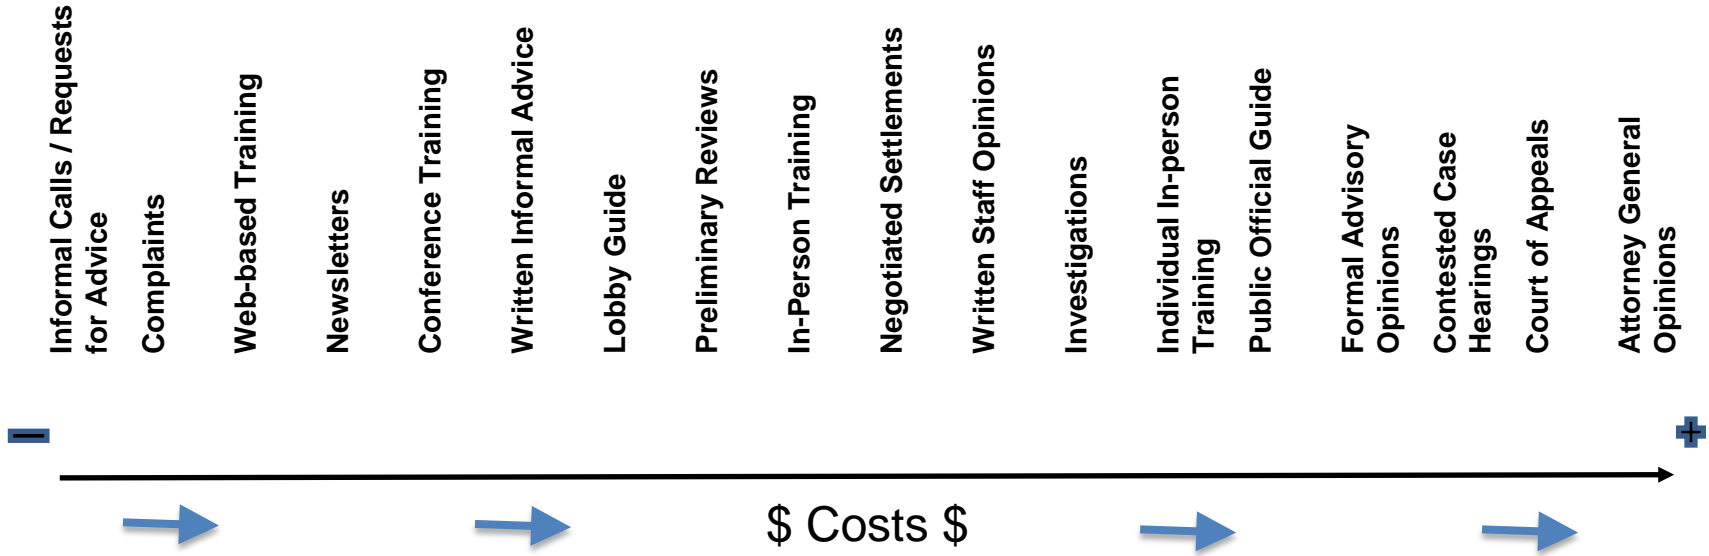 Informal Calls / Requests
for Advice
Complaints
Web-based Training
Newsletters
Conference Training
Written Informal Advice
Lobby Guide
Preliminary Reviews
In-Person Training
Negotiated Settlements
Written Staff Opinions
Investigations
Individual In-person
Training
Public Official Guide
Formal Advisory
Opinions
Contested Case
Hearings
Court of Appeals
Attorney General
Opinions
$ Costs $